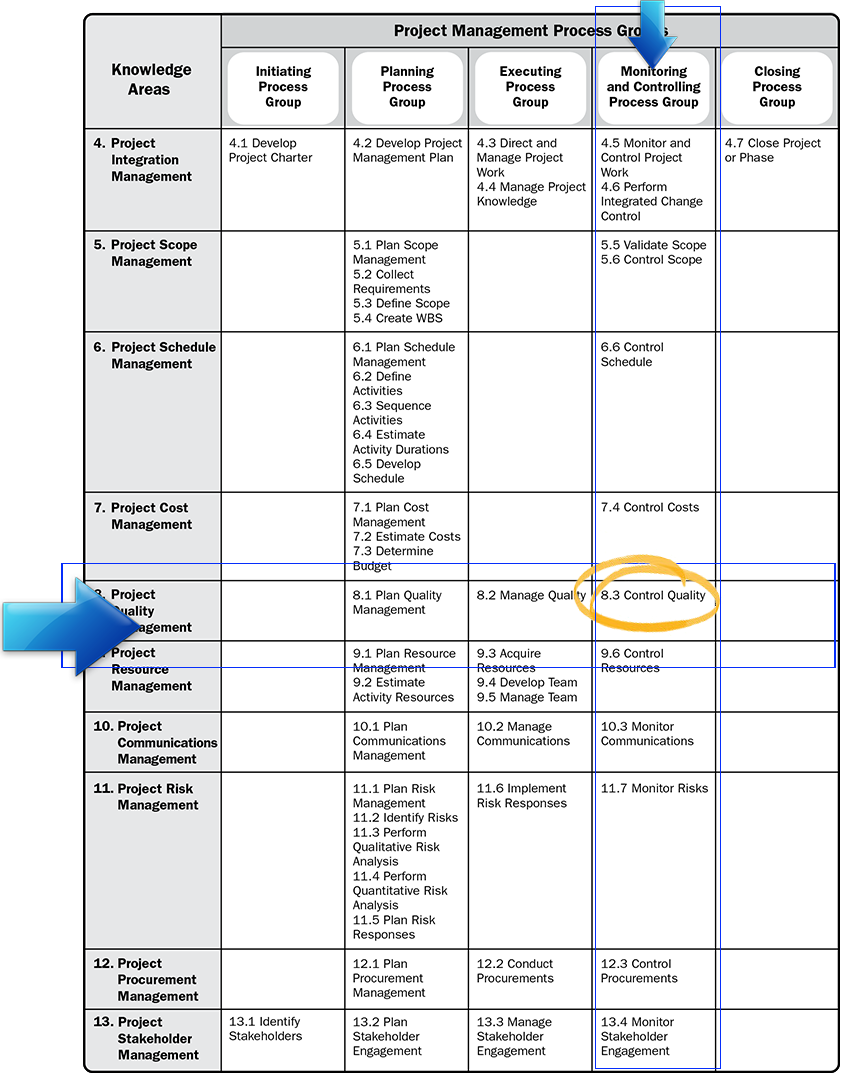 Project Management Process Groups
Knowledge
Areas
Initiating
Process
Group
Planning
Process
Group
Executing
Process
Group
Monitoring
and Controlling
Process Group
Closing
Process
Group
4. Project
Integration
Management
4.1 Develop
Project Charter
4.2 Develop Project
Management Plan
4.3 Direct and
Manage Project
Work
4.4 Manage Project
Knowledge
4.5 Monitor and
Control Project
Work
4.6 Perform
Integrated Change
Control
4.7 Close Project
or Phase
5. Project Scope
Management
5.1 Plan Scope
Management
5.2 Collect
Requirements
5.3 Define Scope
5.4 Create WBS
5.5 Validate Scope
5.6 Control Scope
6. Project Schedule
Management
6.1 Plan Schedule
Management
6.2 Define
Activities
6.3 Sequence
Activities
6.4 Estimate
Activity Durations
6.5 Develop
Schedule
6.6 Control
Schedule
7. Project Cost
Management
7.1 Plan Cost
Management
7.2 Estimate Costs
7.3 Determine
Budget
7.4 Control Costs
8. Project
Quality
Management
8.1 Plan Quality
Management
8.2 Manage Quality
8.3 Control Quality
Project
Resource
Management
9.1 Plan Resource
Management
9.2 Estimate
Activity Resources
9.3 Acquire
Resources
9.4 Develop Team
9.5 Manage Team
9.6 Control
Resources
10. Project
Communications
Management
10.1 Plan
Communications
Management
10.2 Manage
Communications
10.3 Monitor
Communications
11. Project Risk
Management
11.1 Plan Risk
Management
11.2 Identify Risks
11.3 Perform
Qualitative Risk
Analysis
11.4 Perform
Quantitative Risk
Analysis
11.5 Plan Risk
Responses
11.6 Implement
Risk Responses
11.7 Monitor Risks
12. Project
Procurement
Management
12.1 Plan
Procurement
Management
12.2 Conduct
Procurements
12.3 Control
Procurements
13. Project
Stakeholder
Management
13.1 Identify
Stakeholders
13.2 Plan
Stakeholder
Engagement
13.3 Manage
Stakeholder
Engagement
13.4 Monitor
Stakeholder
Engagement